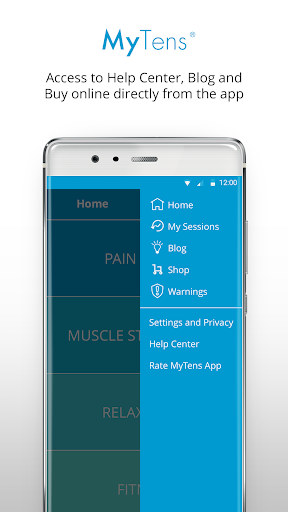 MyTens®
Access to Help Center, Blog and
Buy online directly from the app
12:00
Home
Home
PAIN
My Sessions
Blog
Shop
Warnings
MUSCLE ST
Settings and Privacy
Help Center
Rate MyTens App
RELAX
FITN